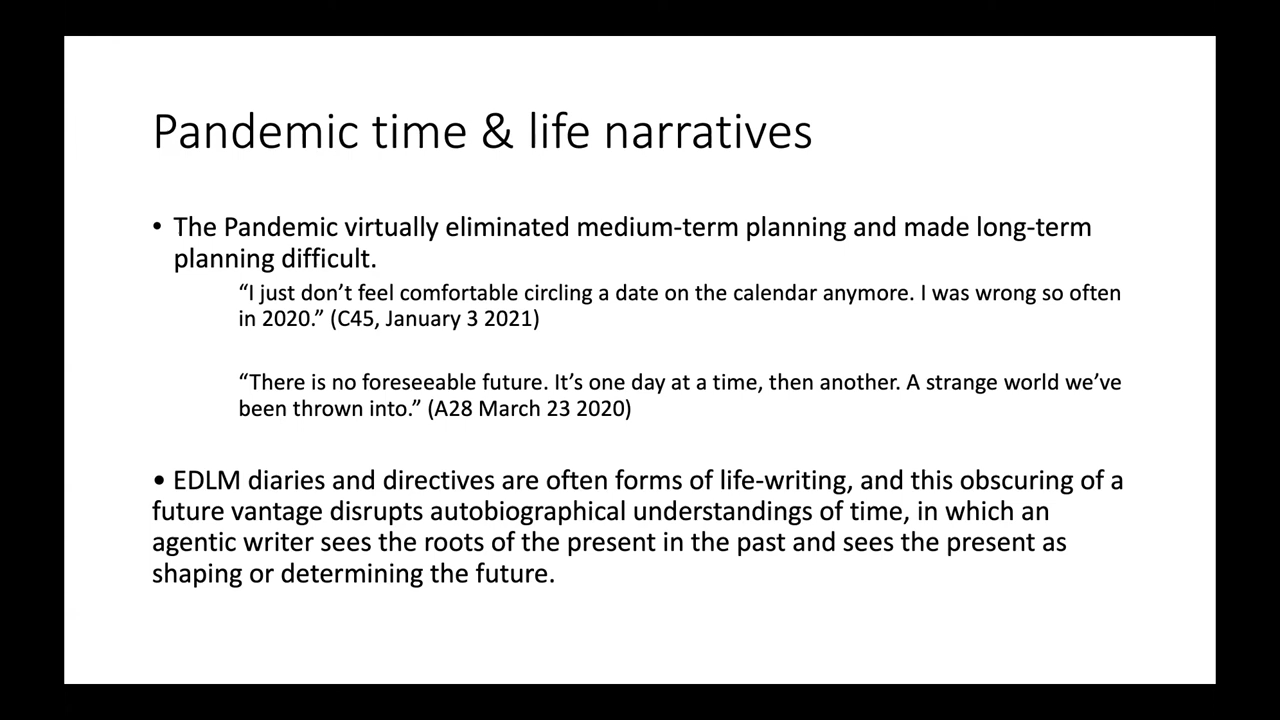 Pandemic time & life narratives
• The Pandemic virtually eliminated medium-term planning and made long-term
planning difficult.
“I just don’t feel comfortable circling a date on the calendar anymore. I was wrong so often
in 2020.” (C45, January 3 2021)
“There is no foreseeable future. It’s one day at a time, then another. A strange world we’ve
been thrown into.” (A28 March 23 2020)
• EDLM diaries and directives are often forms of life-writing, and this obscuring of a
future vantage disrupts autobiographical understandings of time, in which an
agentic writer sees the roots of the present in the past and sees the present as
shaping or determining the future.